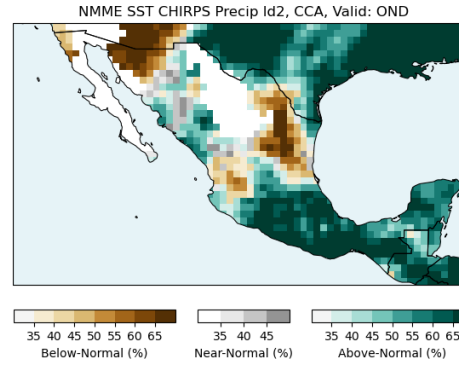 NMME SST CHIRPS Precip ld2, CCA, Valid: OND
35 40 45 50 55 60 65
35 40 45
35 40 45 50 55 60 65
Below-Normal (%)
Near-Normal (%)
Above-Normal (%)